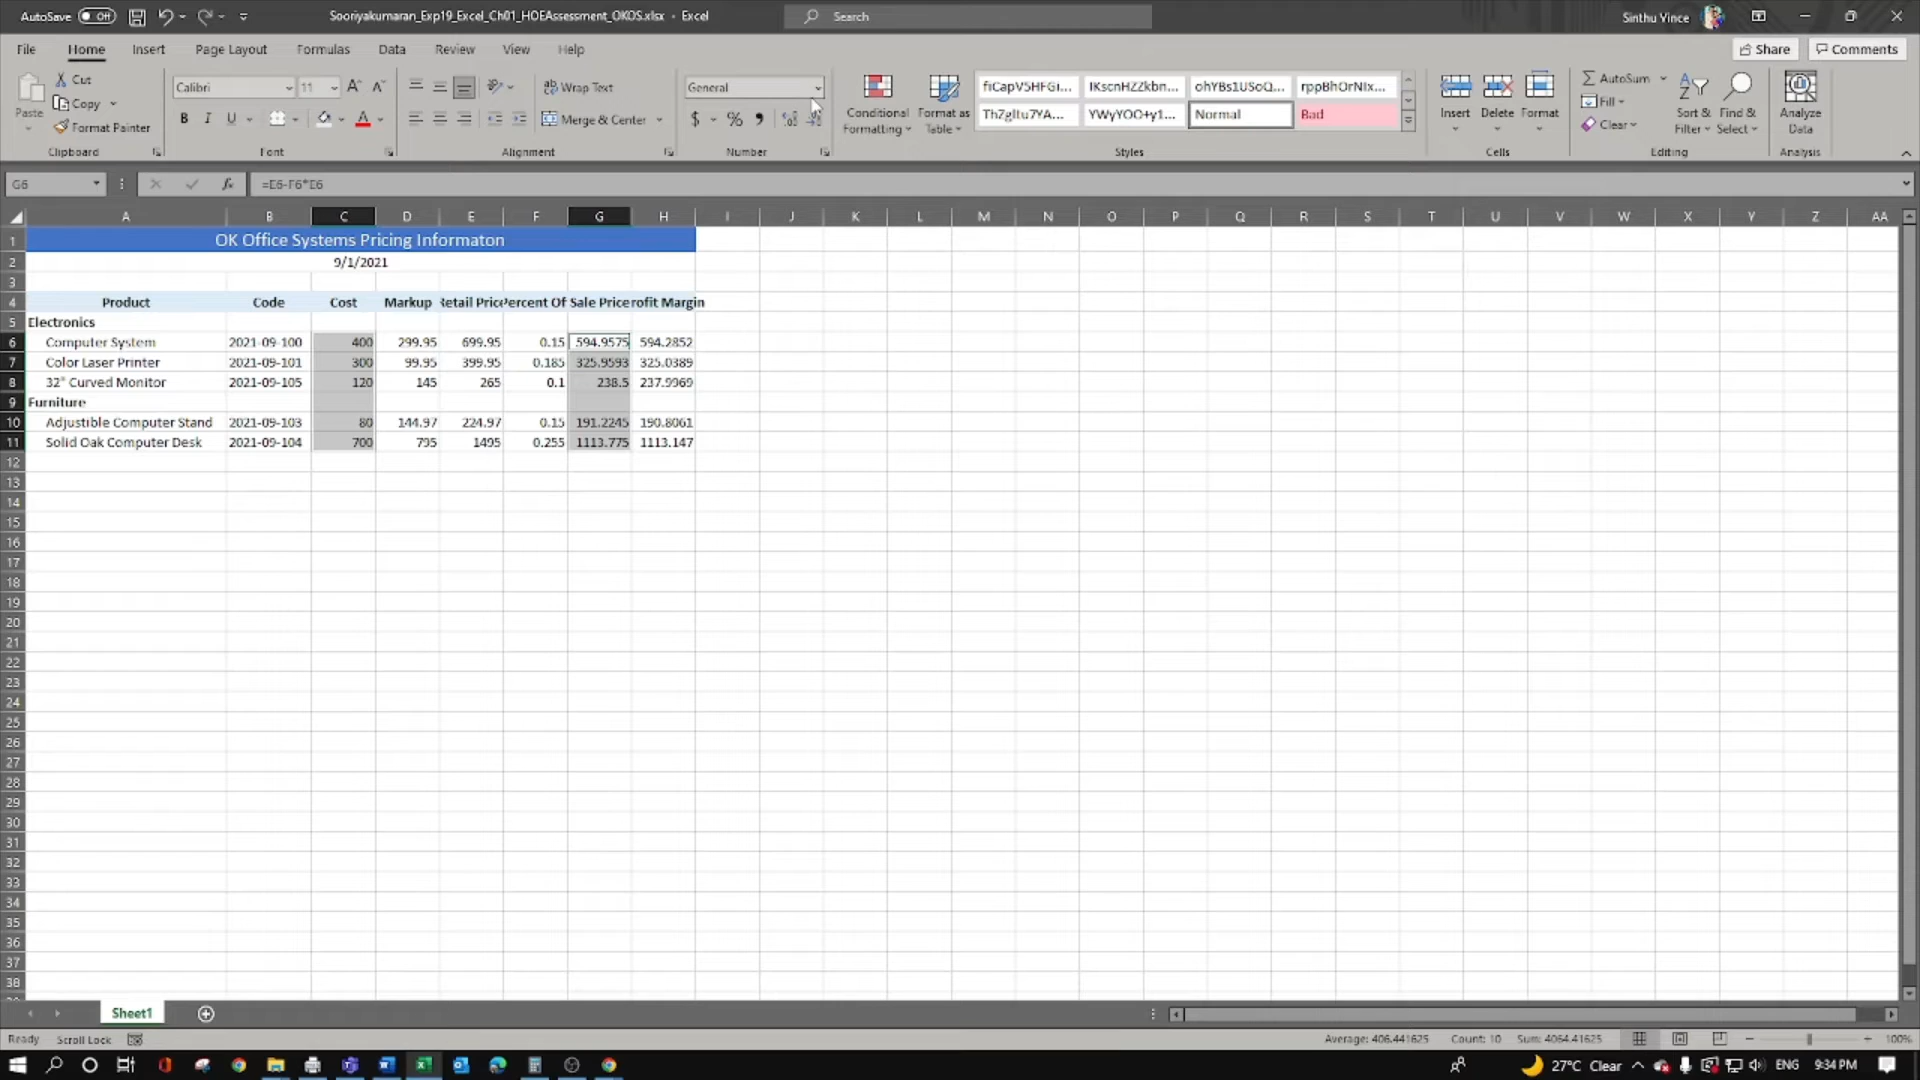 AutoSave Off Sooriyakumaran_Exp19_Excel_Ch01_HOEAssessment_OKOS.xlsx - Excel Search Sinthu Vince
File Home Insert Page Layout Formulas Data Review View Help Share Comments
Cut Calibri 11 Wrap Text General fiCapV5HFGi... IKscnHZZkbn... ohYBs1USoQ... rppBhOrNIx... AutoSum
Copy Fill
Paste Format Painter B I U Merge & Center $ % Conditional Formatting Format as Table ThZgItu7YA... YWyYOO+y1... Normal Bad Insert Delete Format Clear Sort & Filter Find & Select Analyze Data
Clipboard Font Alignment Number Styles Cells Editing Analysis
G6 fx =E6-F6*E6
A B C D E F G H I J K L M N O P Q R S T U V W X Y Z AA
1 OK Office Systems Pricing Informaton
2 9/1/2021
3
4 Product Code Cost Markup Retail Price Percent Of Sale Price rofit Margin
5 Electronics
6 Computer System 2021-09-100 400 299.95 699.95 0.15 594.9575 594.2852
7 Color Laser Printer 2021-09-101 300 99.95 399.95 0.185 325.9593 325.0389
8 32" Curved Monitor 2021-09-105 120 145 265 0.1 238.5 237.9969
9 Furniture
10 Adjustible Computer Stand 2021-09-103 80 144.97 224.97 0.15 191.2245 190.8061
11 Solid Oak Computer Desk 2021-09-104 700 795 1495 0.255 1113.775 1113.147
12
13
14
15
16
17
18
19
20
21
22
23
24
25
26
27
28
29
30
31
32
33
34
35
36
37
38
Sheet1
Ready Scroll Lock Average: 406.441625 Count: 10 Sum: 4064.41625 100%
27°C Clear ENG 9:34 PM